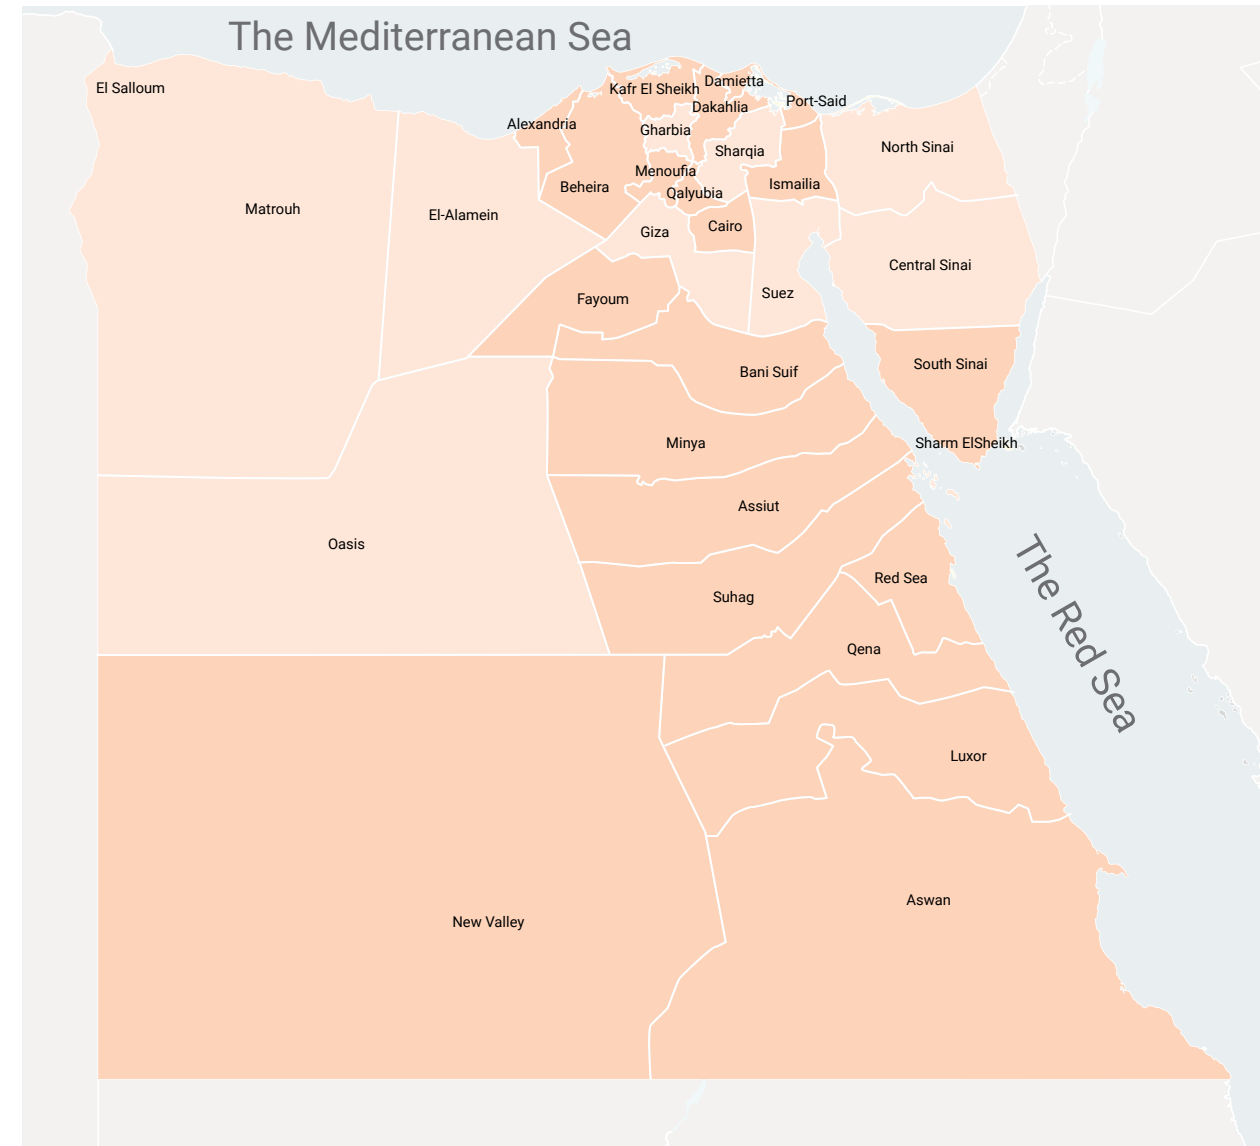 The Mediterranean Sea
El Salloum
Damietta
Kafr El Sheikh
Port-Said
Dakahlia
Alexandria
Gharbia
North Sinai
Sharqia
Menoufia
Ismailia
Beheira
Qalyubia
Matrouh
El-Alamein
Cairo
Giza
Central Sinai
Suez
Fayoum
South Sinai
Bani Suif
Minya
Sharm ElSheikh
Assiut
Oasis
Red Sea
Suhag
The Red Sea
Qena
Luxor
Aswan
New Valley